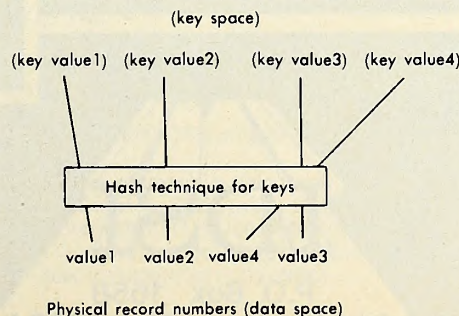 (key space)
(key value1) (key value2) (key value3) (key value4)
Hash technique for keys
value1 value2 value4 value3
Physical record numbers (data space)